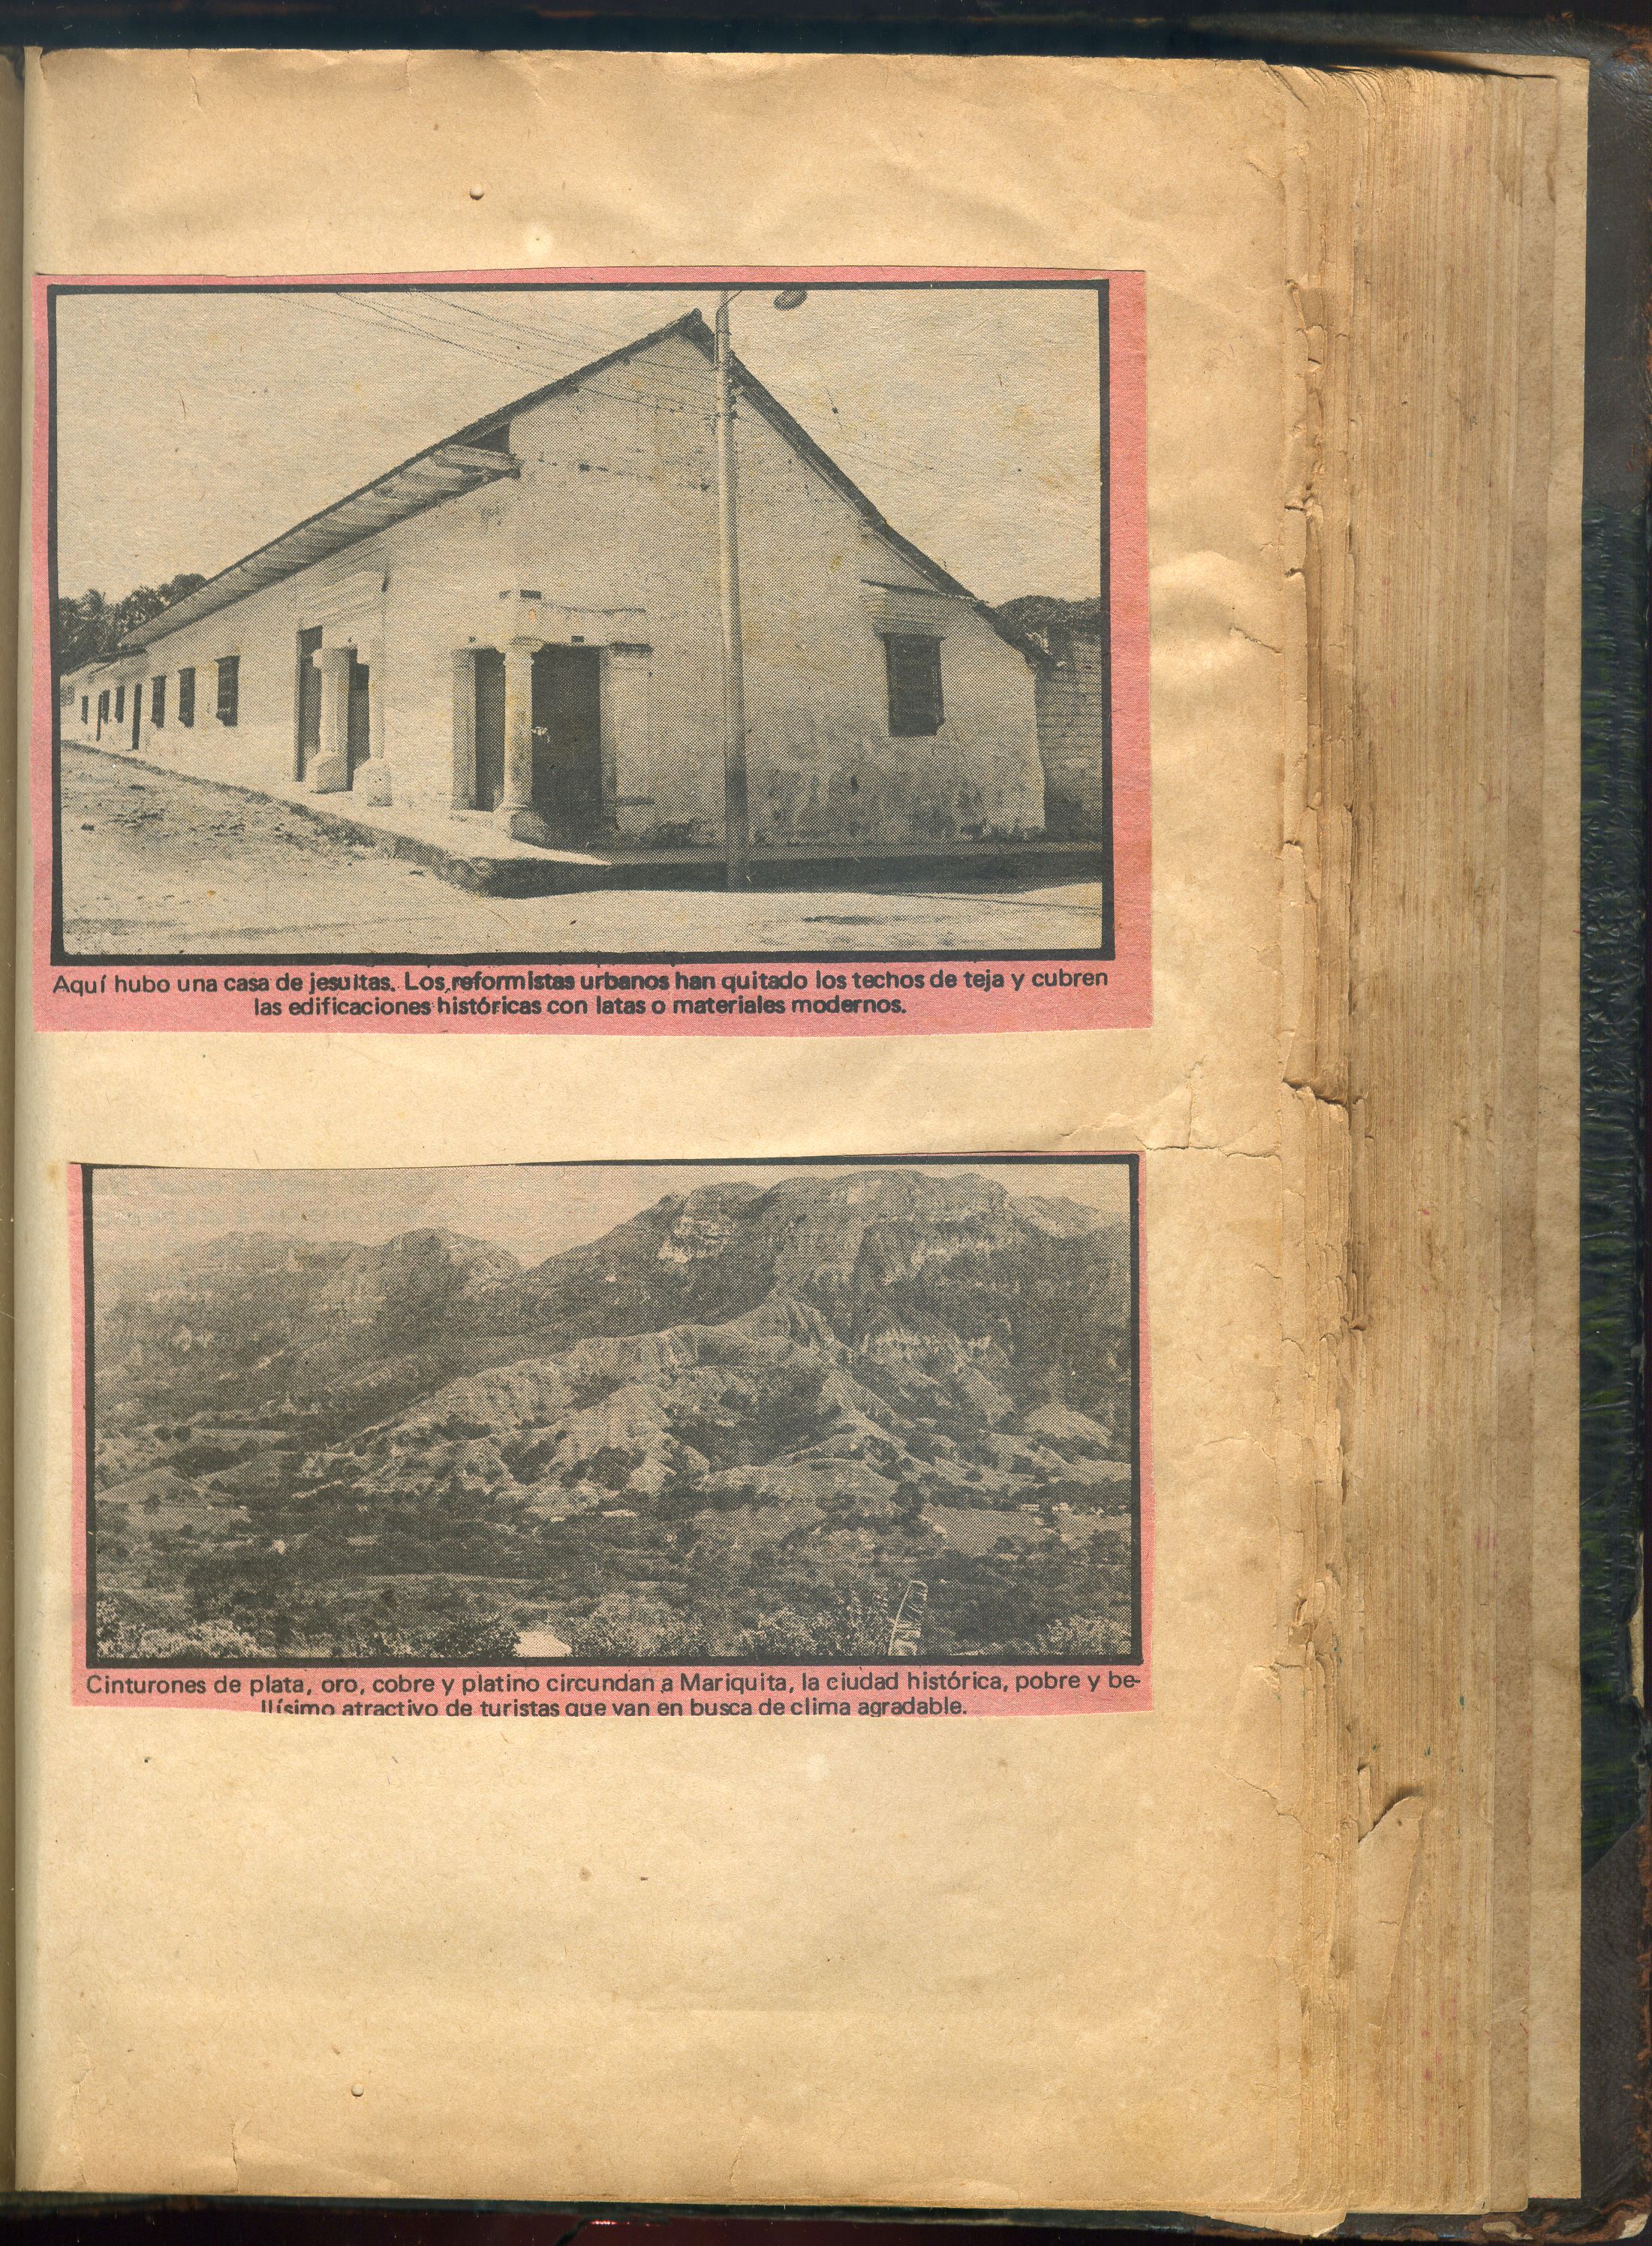 Aquí hubo una casa de jesuitas. Los reformistas urbanos han quitado los techos de teja y cubren
las edificaciones históricas con latas o materiales modernos.
Cinturones de plata, oro, cobre y platino circundan a Mariquita, la ciudad histórica, pobre y be-
llísimo atractivo de turistas que van en busca de clima agradable.